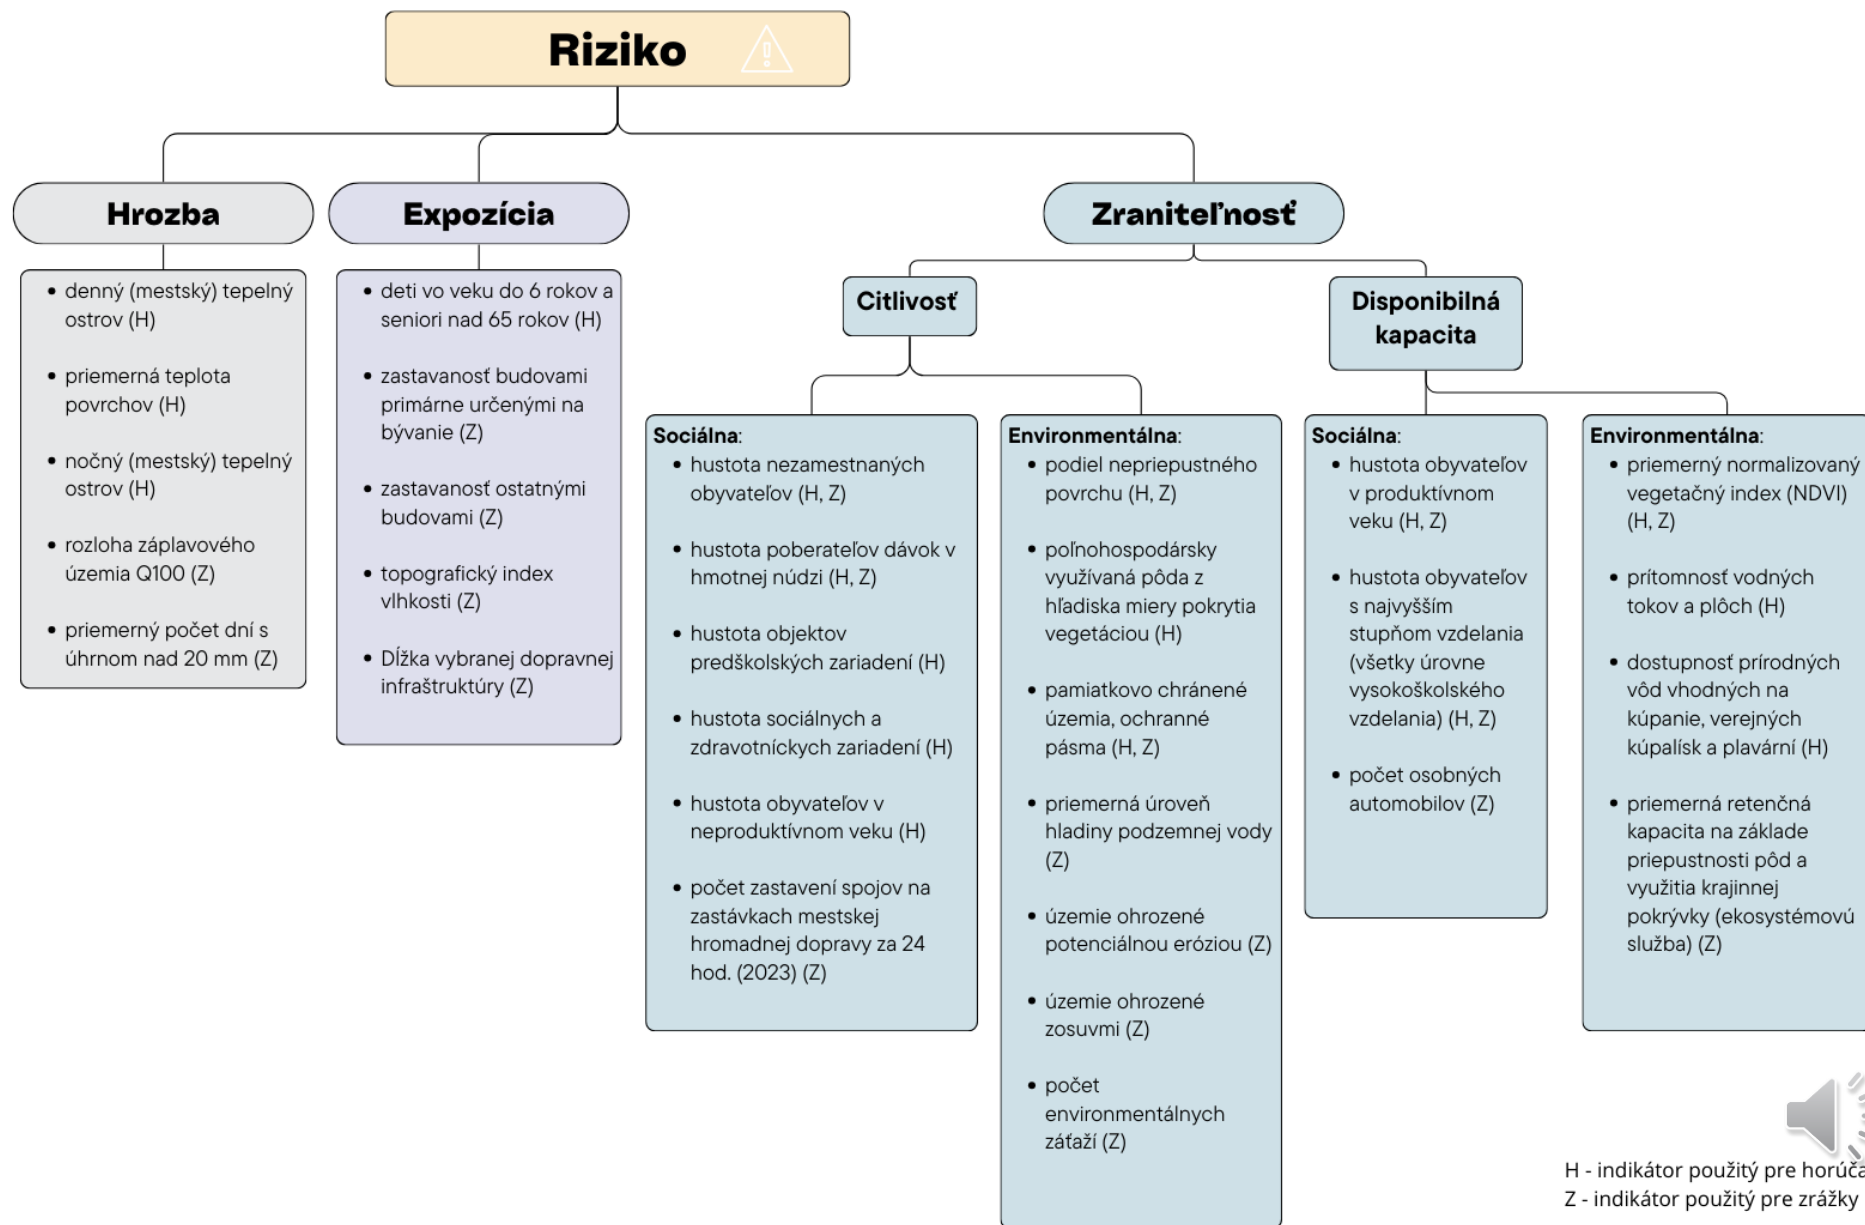 Riziko
Hrozba
• denný (mestský) tepelný
ostrov (H)
• priemerná teplota
povrchov (H)
• nočný (mestský) tepelný
ostrov (H)
• rozloha záplavového
územia Q100 (Z)
• priemerný počet dní s
úhrnom nad 20 mm (Z)
Expozícia
• deti vo veku do 6 rokov a
seniori nad 65 rokov (H)
• zastavanosť budovami
primárne určenými na
bývanie (Z)
• zastavanosť ostatnými
budovami (Z)
• topografický index
vlhkosti (Z)
• Dĺžka vybranej dopravnej
infraštruktúry (Z)
Zraniteľnosť
Citlivosť
Sociálna:
• hustota nezamestnaných
obyvateľov (H, Z)
• hustota poberateľov dávok v
hmotnej núdzi (H, Z)
• hustota objektov
predškolských zariadení (H)
• hustota sociálnych a
zdravotníckych zariadení (H)
• hustota obyvateľov v
neproduktívnom veku (H)
• počet zastavení spojov na
zastávkach mestskej
hromadnej dopravy za 24
hod. (2023) (Z)
Environmentálna:
• podiel nepriepustného
povrchu (H, Z)
• poľnohospodársky
využívaná pôda z
hľadiska miery pokrytia
vegetáciou (H)
• pamiatkovo chránené
územia, ochranné
pásma (H, Z)
• priemerná úroveň
hladiny podzemnej vody
(Z)
• územie ohrozené
potenciálnou eróziou (Z)
• územie ohrozené
zosuvmi (Z)
• počet
environmentálnych
záťaží (Z)
Disponibilná
kapacita
Sociálna:
• hustota obyvateľov
v produktívnom
veku (H, Z)
• hustota obyvateľov
s najvyšším
stupňom vzdelania
(všetky úrovne
vysokoškolského
vzdelania) (H, Z)
• počet osobných
automobilov (Z)
Environmentálna:
• priemerný normalizovaný
vegetačný index (NDVI)
(H, Z)
• prítomnosť vodných
tokov a plôch (H)
• dostupnosť prírodných
vôd vhodných na
kúpanie, verejných
kúpalísk a plavární (H)
• priemerná retenčná
kapacita na základe
priepustnosti pôd a
využitia krajinnej
pokrývky (ekosystémovú
služba) (Z)
H - indikátor použitý pre horúča
Z - indikátor použitý pre zrážky